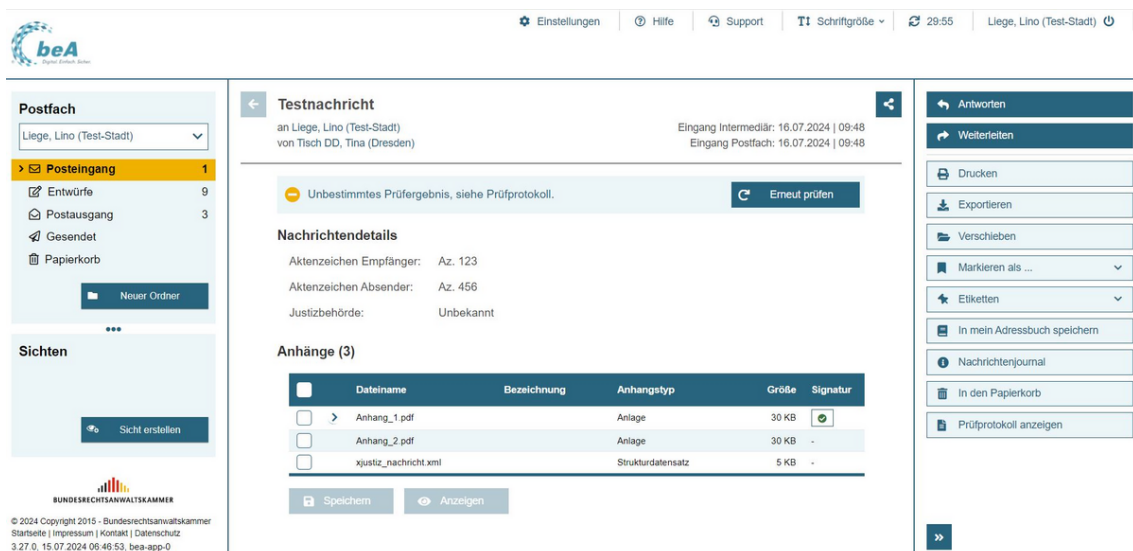 Einstellungen
Hilfe
Support
Schriftgröße
29:55
Liege, Lino (Test-Stadt)
beA
Digital. Einfach. Sicher.
Postfach
Liege, Lino (Test-Stadt)
Posteingang 1
Entwürfe 9
Postausgang 3
Gesendet
Papierkorb
Neuer Ordner
Sichten
Sicht erstellen
BUNDESRECHTSANWALTSKAMMER
© 2024 Copyright 2015 - Bundesrechtsanwaltskammer
Startseite | Impressum | Kontakt | Datenschutz
3.27.0, 15.07.2024 06:46:53, bea-app-0
Testnachricht
an Liege, Lino (Test-Stadt) Eingang Intermediär: 16.07.2024 | 09:48
von Tisch DD, Tina (Dresden) Eingang Postfach: 16.07.2024 | 09:48
Unbestimmtes Prüfergebnis, siehe Prüfprotokoll. Erneut prüfen
Nachrichtendetails
Aktenzeichen Empfänger: Az. 123
Aktenzeichen Absender: Az. 456
Justizbehörde: Unbekannt
Anhänge (3)
Dateiname Bezeichnung Anhangstyp Größe Signatur
Anhang_1.pdf Anlage 30 KB
Anhang_2.pdf Anlage 30 KB -
xjustiz_nachricht.xml Strukturdatensatz 5 KB -
Speichern Anzeigen
Antworten
Weiterleiten
Drucken
Exportieren
Verschieben
Markieren als ...
Etiketten
In mein Adressbuch speichern
Nachrichtenjournal
In den Papierkorb
Prüfprotokoll anzeigen